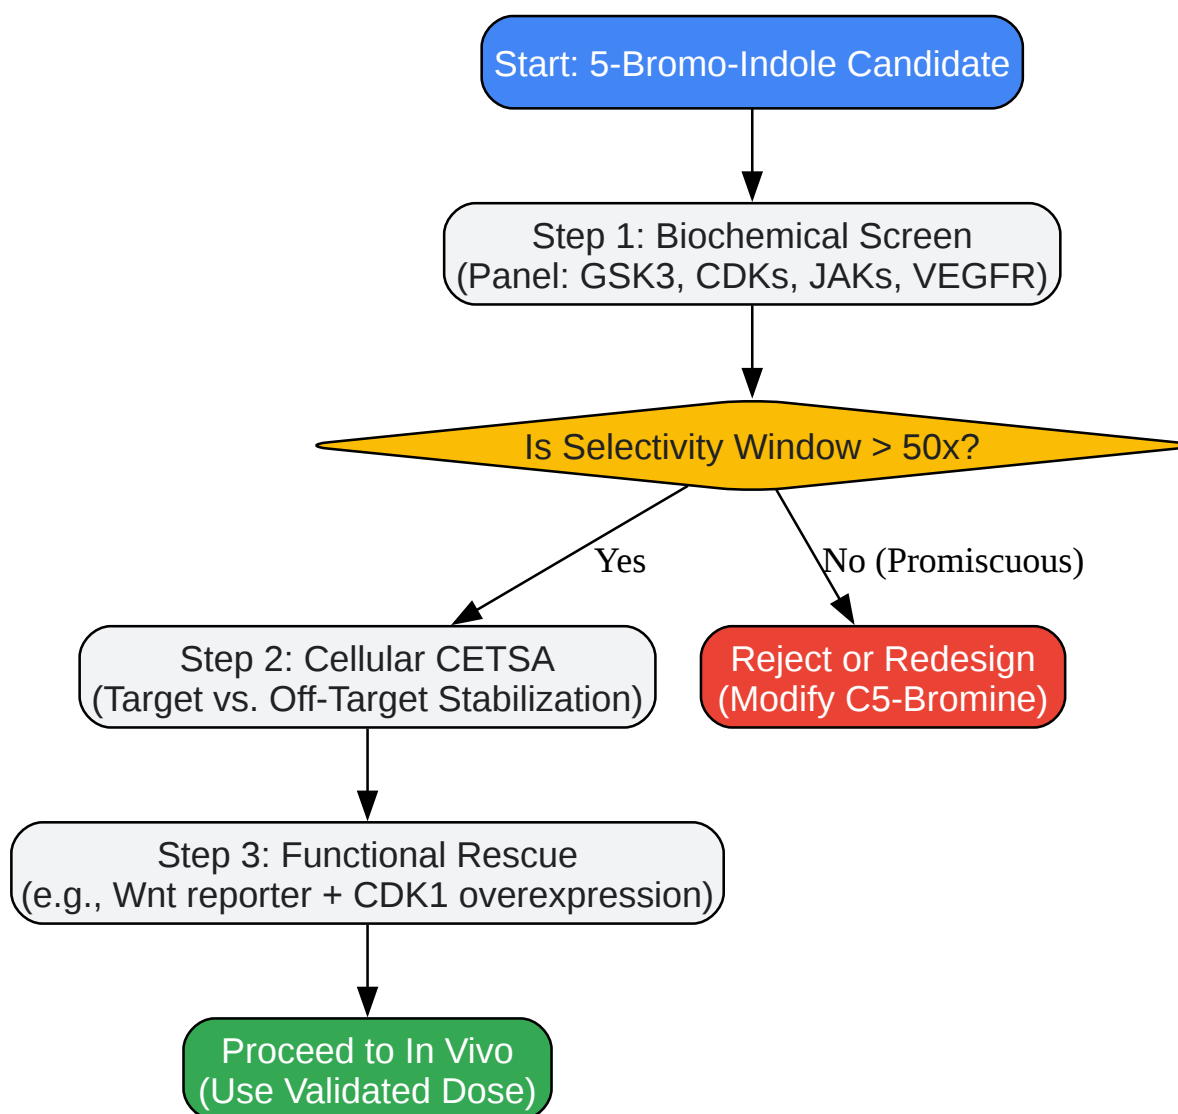 Start: 5-Bromo-Indole Candidate
Step 1: Biochemical Screen
(Panel: GSK3, CDKs, JAKs, VEGFR)
Is Selectivity Window > 50x?
Yes
No (Promiscuous)
Step 2: Cellular CETSA
(Target vs. Off-Target Stabilization)
Reject or Redesign
(Modify C5-Bromine)
Step 3: Functional Rescue
(e.g., Wnt reporter + CDK1 overexpression)
Proceed to In Vivo
(Use Validated Dose)